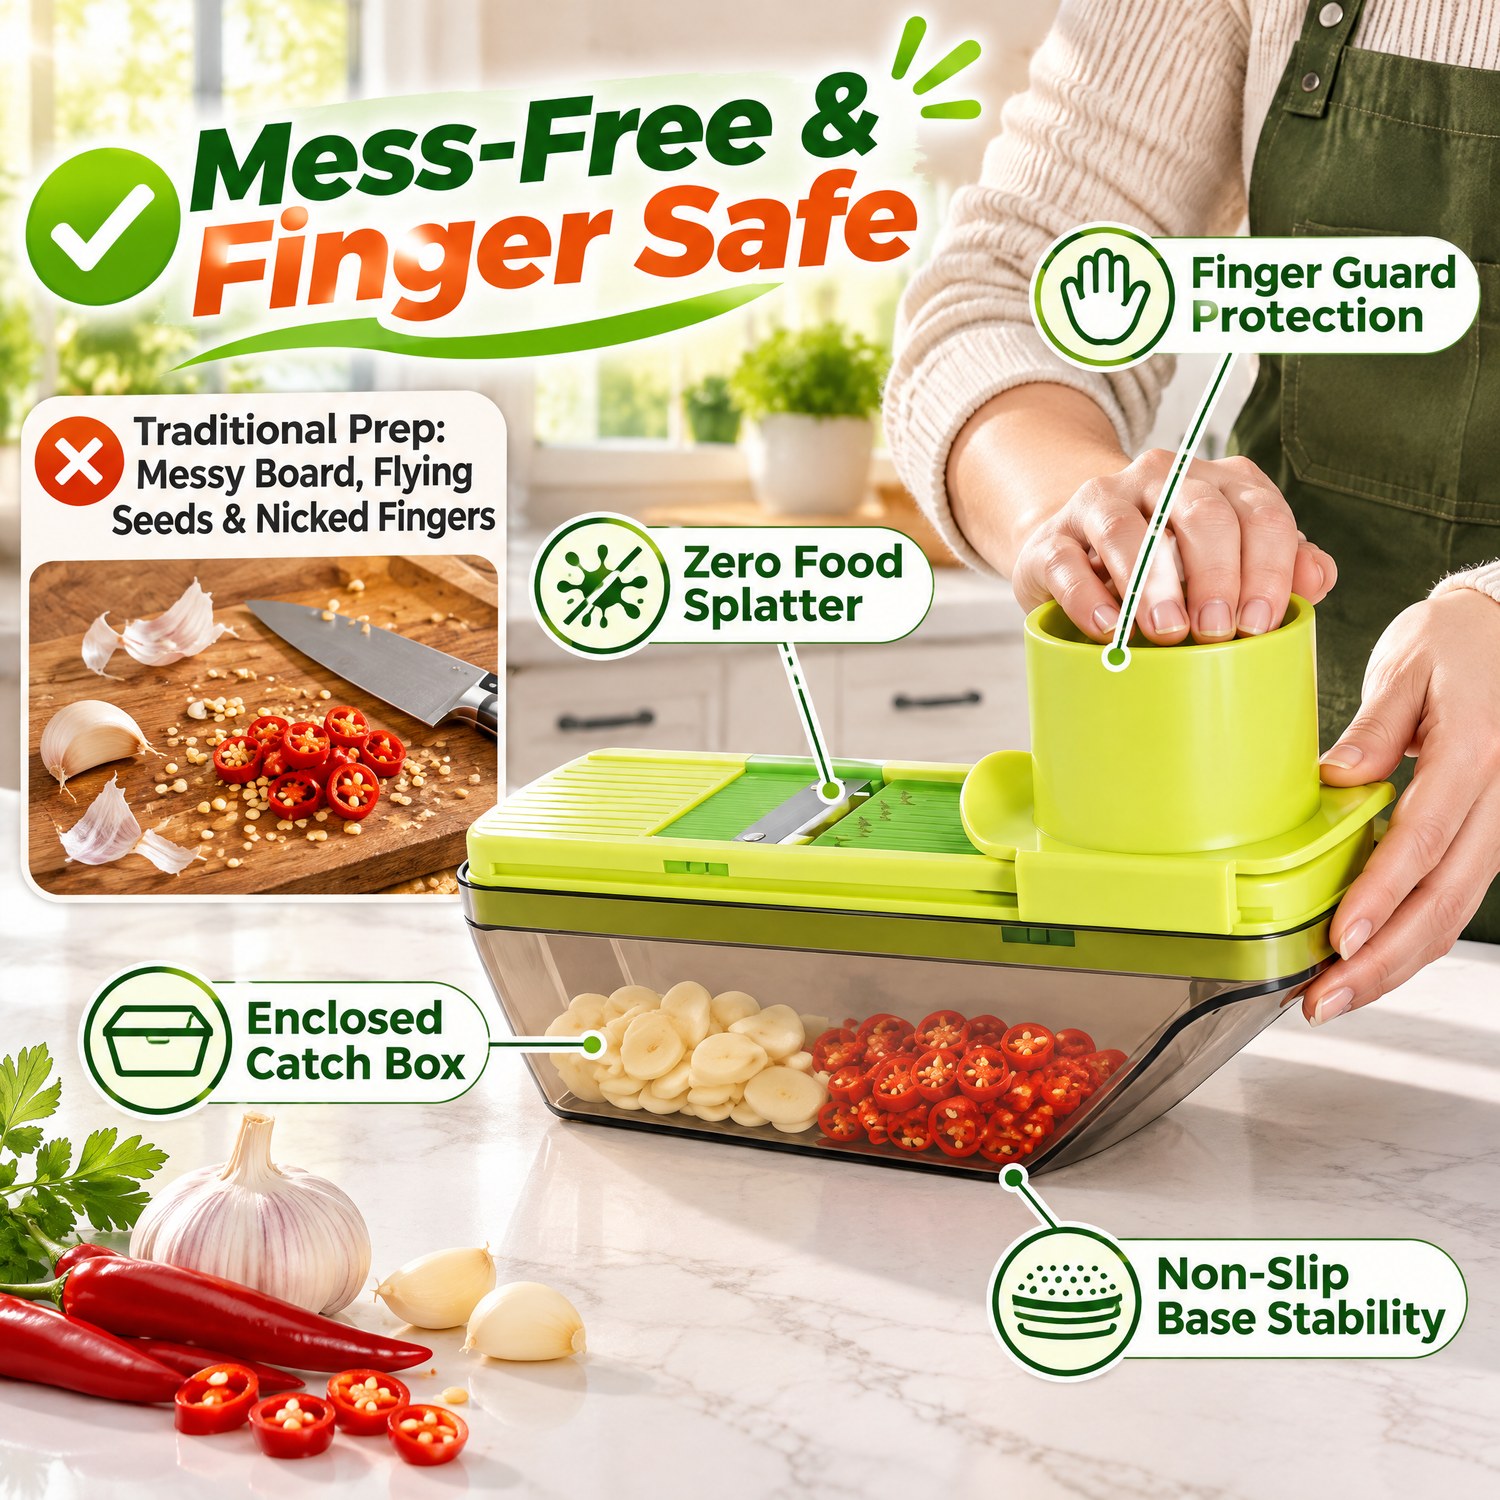 Mess-Free &
Finger Safe
Finger Guard
Protection
Traditional Prep:
Messy Board, Flying
Seeds & Nicked Fingers
Zero Food
Splatter
Enclosed
Catch Box
Non-Slip
Base Stability